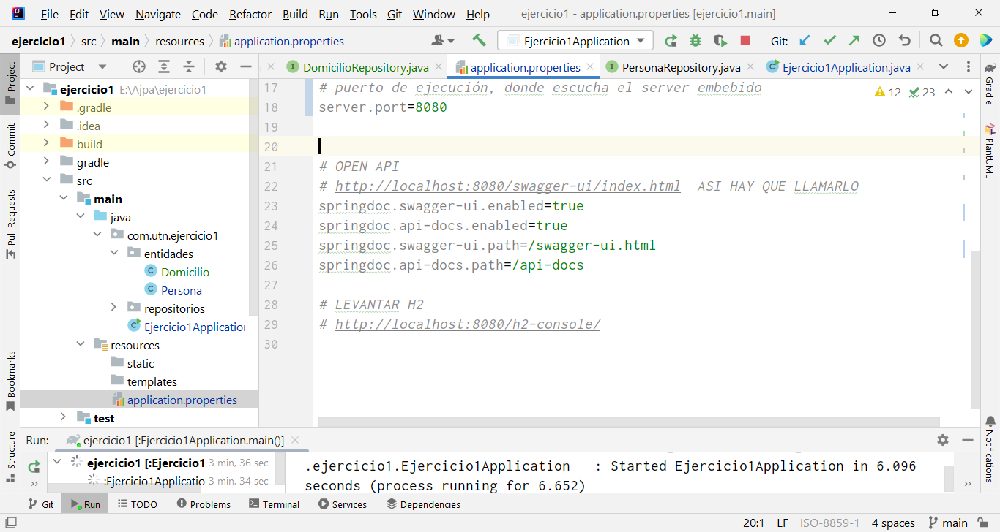 File Edit View Navigate Code Refactor Build Run Tools Git Window Help ejercicio1 - application.properties [ejercicio1.main]
ejercicio1 src main resources application.properties Ejercicio1Application Git:
Project DomicilioRepository.java application.properties PersonaRepository.java Ejercicio1Application.java
Project
Commit
Pull Requests
Bookmarks
Structure
ejercicio1 E:\Ajpa\ejercicio1
.gradle
.idea
build
gradle
src
main
java
com.utn.ejercicio1
entidades
Domicilio
Persona
repositorios
Ejercicio1Application
resources
static
templates
application.properties
test
17 # puerto de ejecución, donde escucha el server embebido
18 server.port=8080
19
20
21 # OPEN API
22 # http://localhost:8080/swagger-ui/index.html  ASI HAY QUE LLAMARLO
23 springdoc.swagger-ui.enabled=true
24 springdoc.api-docs.enabled=true
25 springdoc.swagger-ui.path=/swagger-ui.html
26 springdoc.api-docs.path=/api-docs
27
28 # LEVANTAR H2
29 # http://localhost:8080/h2-console/
30
12 23
Gradle
PlantUML
Notifications
Run: ejercicio1 [:Ejercicio1Application.main()]
ejercicio1 [:Ejercicio1 3 min, 36 sec
:Ejercicio1Applicatio 3 min, 34 sec
.ejercicio1.Ejercicio1Application   : Started Ejercicio1Application in 6.096
seconds (process running for 6.652)
Git Run TODO Problems Terminal Services Dependencies
20:1 LF ISO-8859-1 4 spaces main